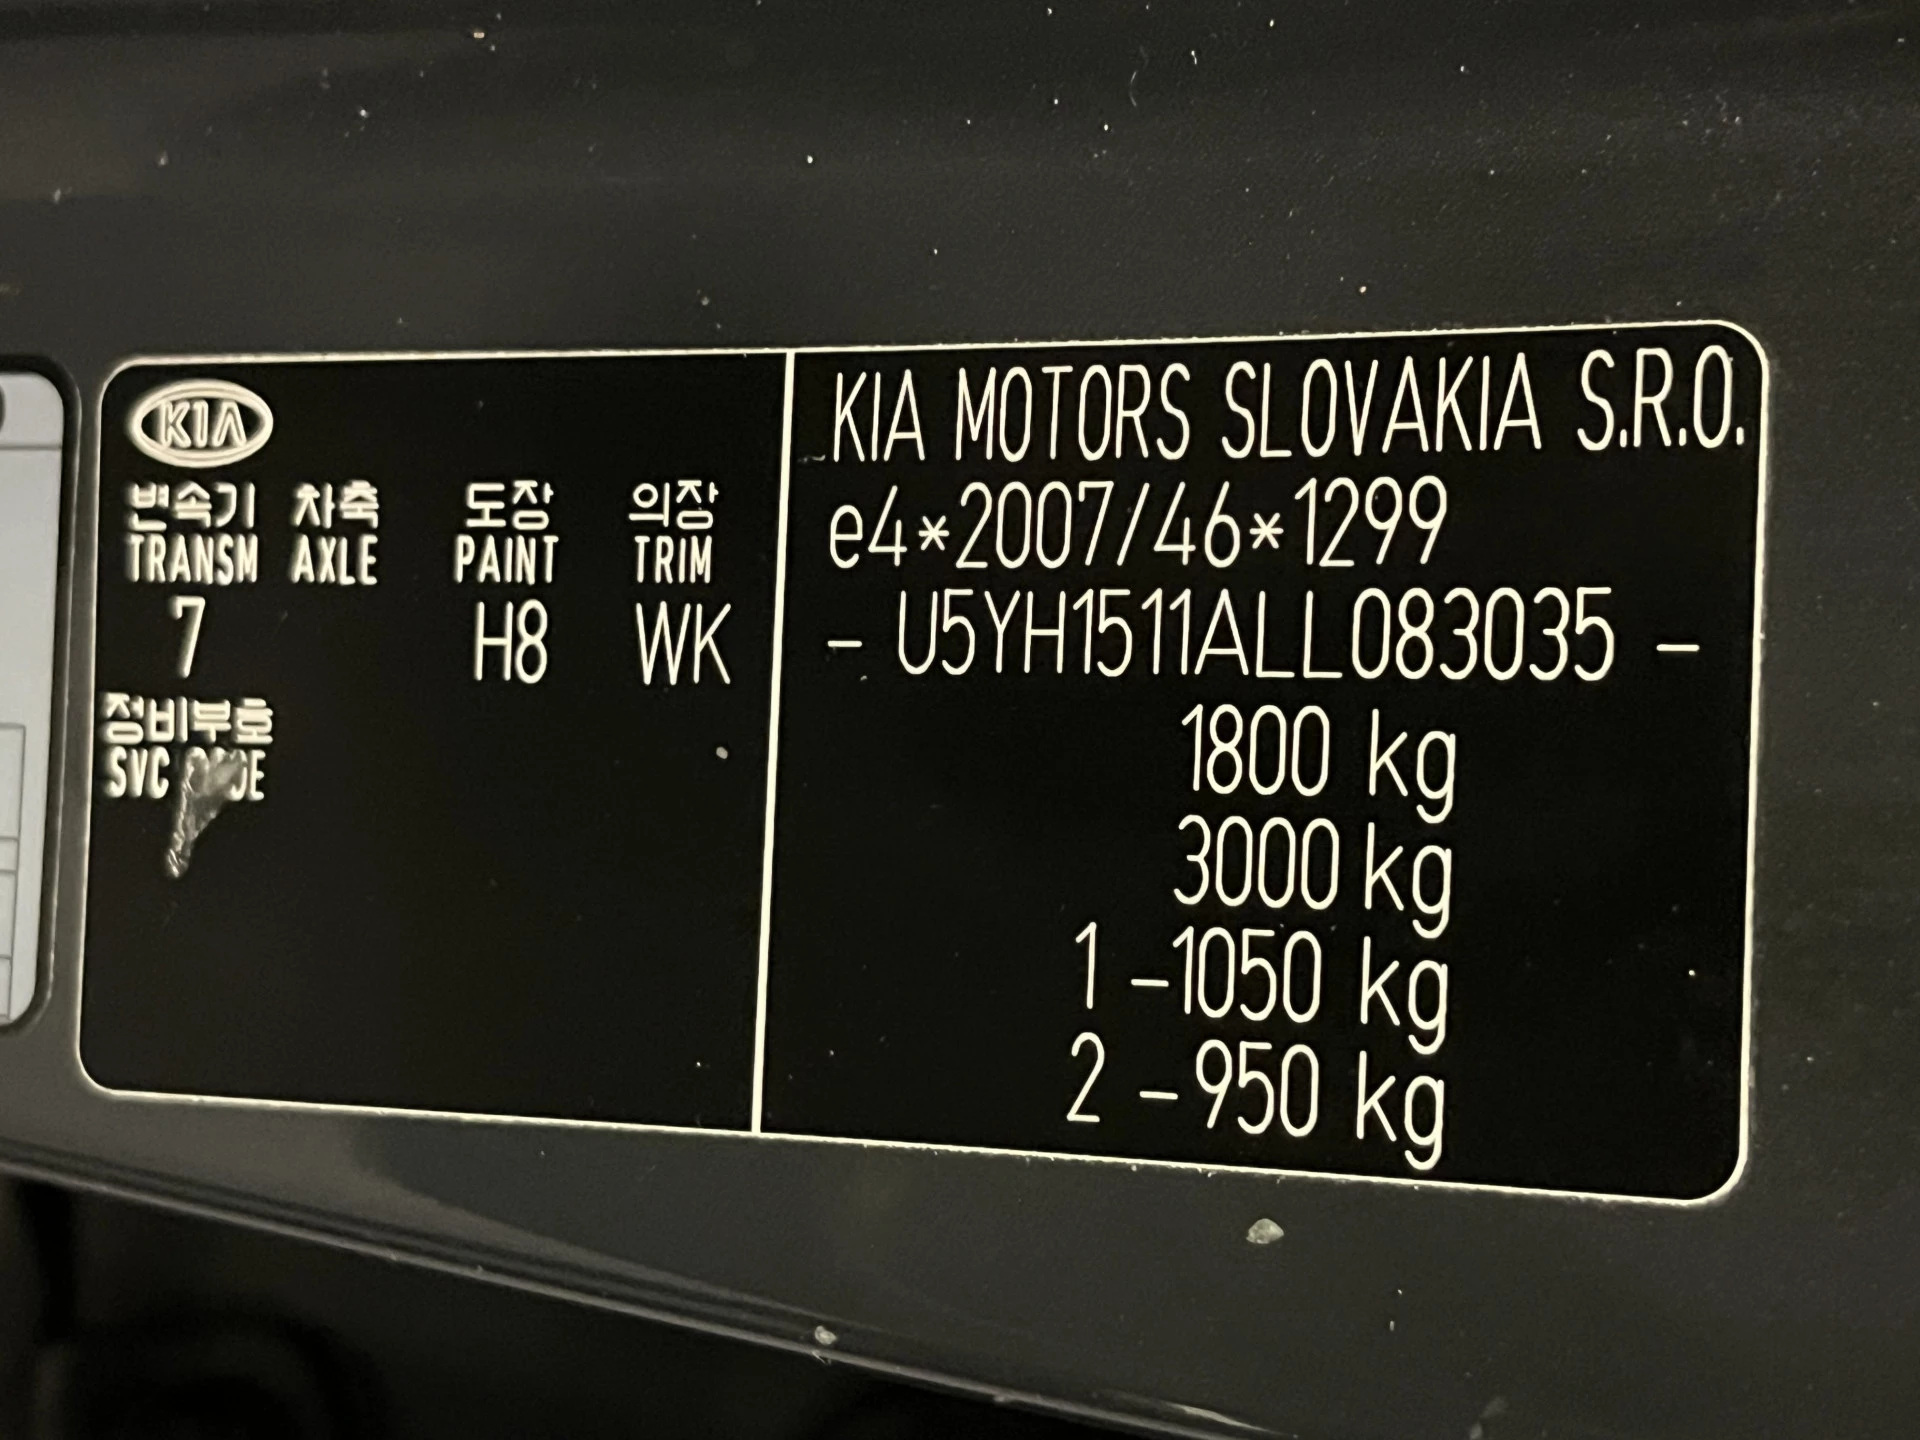 KIA
변속기 차축 도장 의장
TRANSM AXLE PAINT TRIM
7 H8 WK
정비부호
SVC
KIA MOTORS SLOVAKIA S.R.O.
e4*2007/46*1299
- U5YH1511ALL083035 -
1800 kg
3000 kg
1 -1050 kg
2 -950 kg